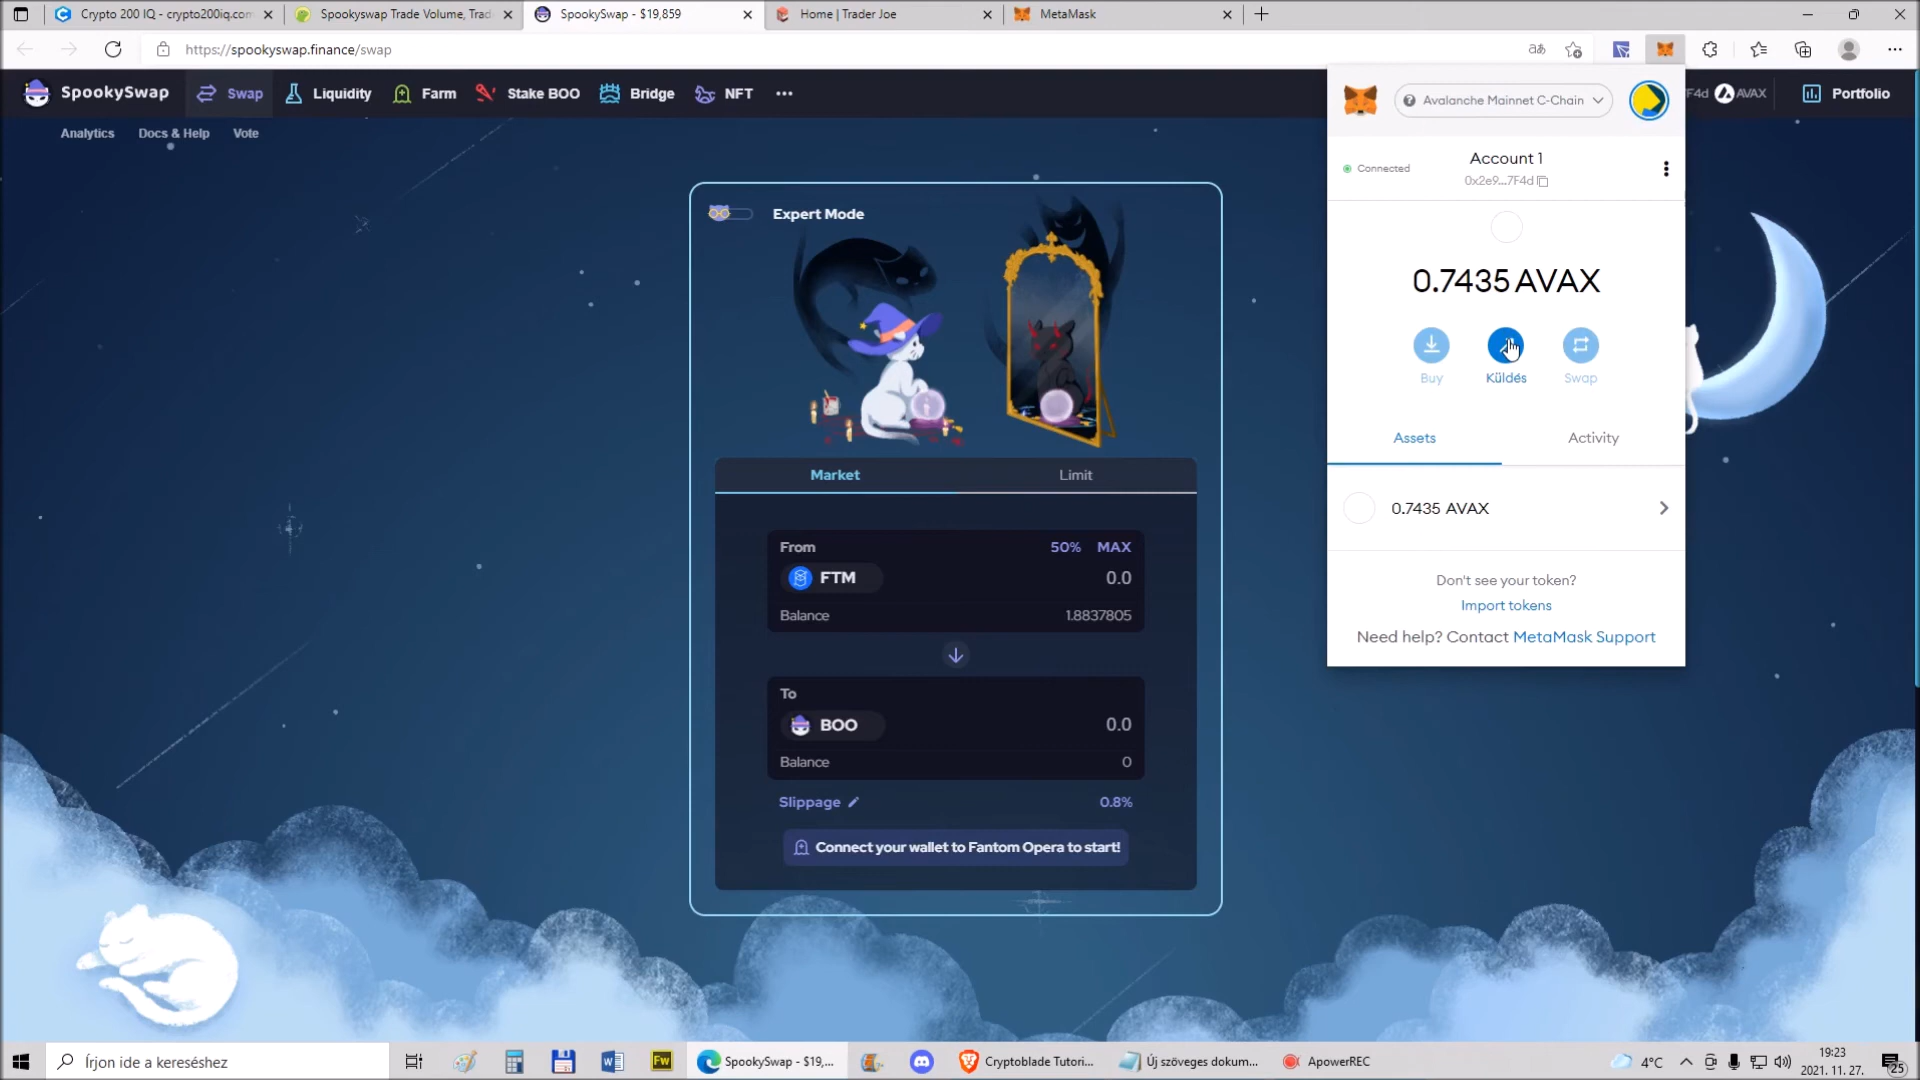 Crypto 200 IQ - crypto200iq.com
Spookyswap Trade Volume, Trad
SpookySwap - $19,859
Home | Trader Joe
MetaMask
https://spookyswap.finance/swap
SpookySwap
Swap
Liquidity
Farm
Stake BOO
Bridge
NFT
F4d
AVAX
Portfolio
Analytics
Docs & Help
Vote
Avalanche Mainnet C-Chain
Connected
Account 1
0x2e9...7F4d
0.7435 AVAX
Buy
Küldés
Swap
Assets
Activity
0.7435 AVAX
Don't see your token?
Import tokens
Need help? Contact MetaMask Support
Expert Mode
Market
Limit
From
50%
MAX
FTM
0.0
Balance
1.8837805
To
BOO
0.0
Balance
0
Slippage
0.8%
Connect your wallet to Fantom Opera to start!
Írjon ide a kereséshez
Fw
SpookySwap - $19,...
Cryptoblade Tutori...
Új szöveges dokum...
ApowerREC
4°C
19:23
2021. 11. 27.
25